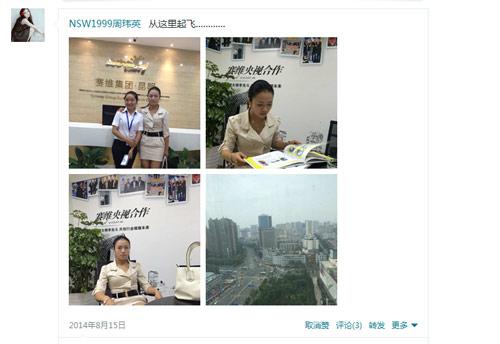 NSW1999周玮英 从这里起飞…………
赛维集团·昆明
赛维央视合作
赛维央视合作
2014年8月15日 取消赞 评论(3) 转发 更多